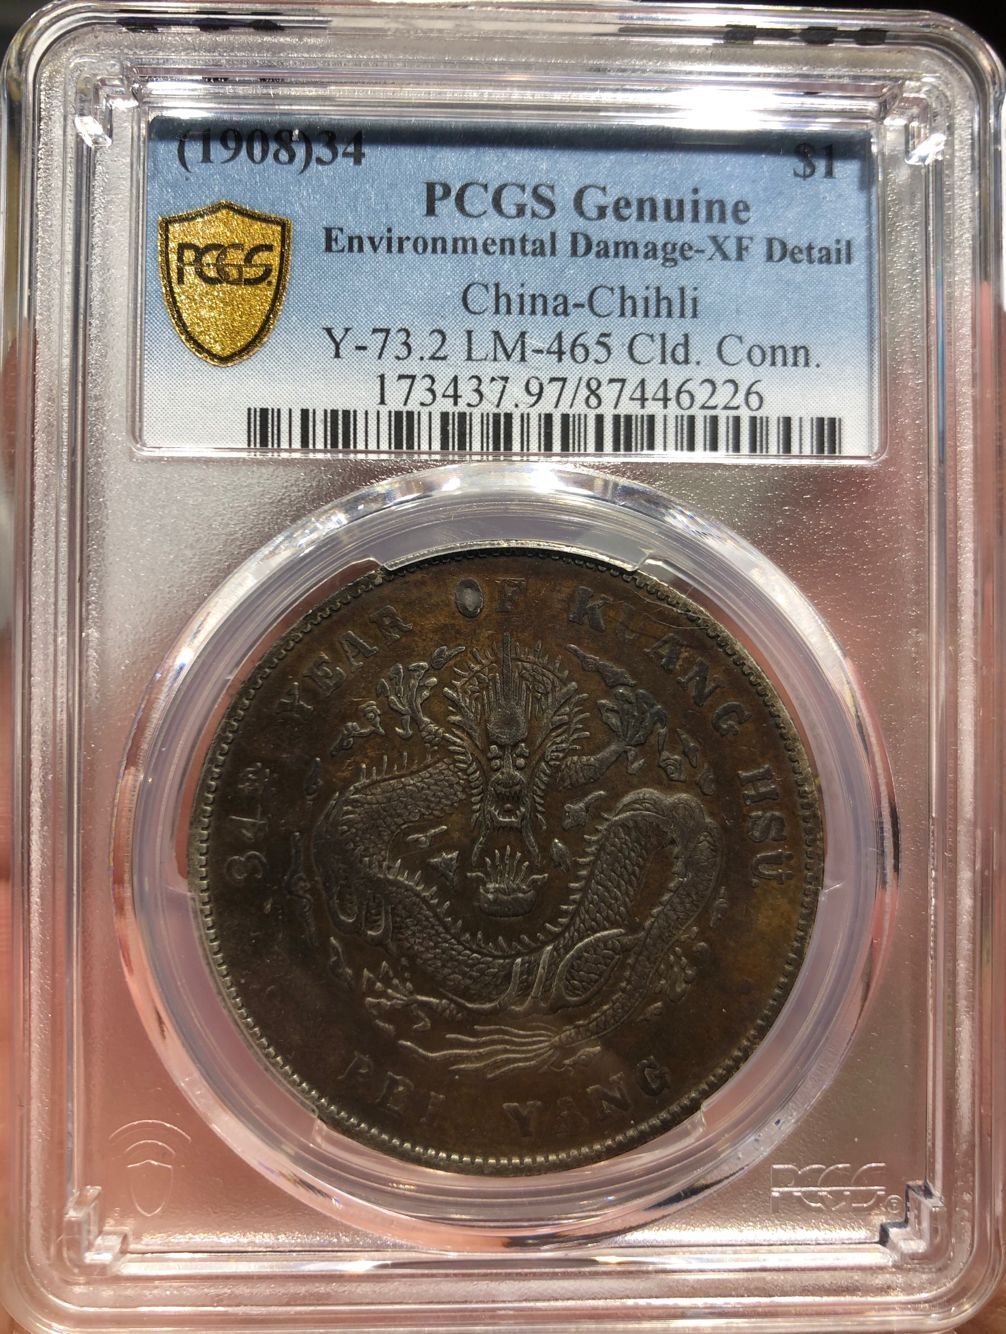 (1908)34 $1
PCGS Genuine
Environmental Damage-XF Detail
PCGS
China-Chihli
Y-73.2 LM-465 Cld. Conn.
173437.97/87446226
34TH YEAR OF KUANG HSÜ
PEI YANG
PCGS®